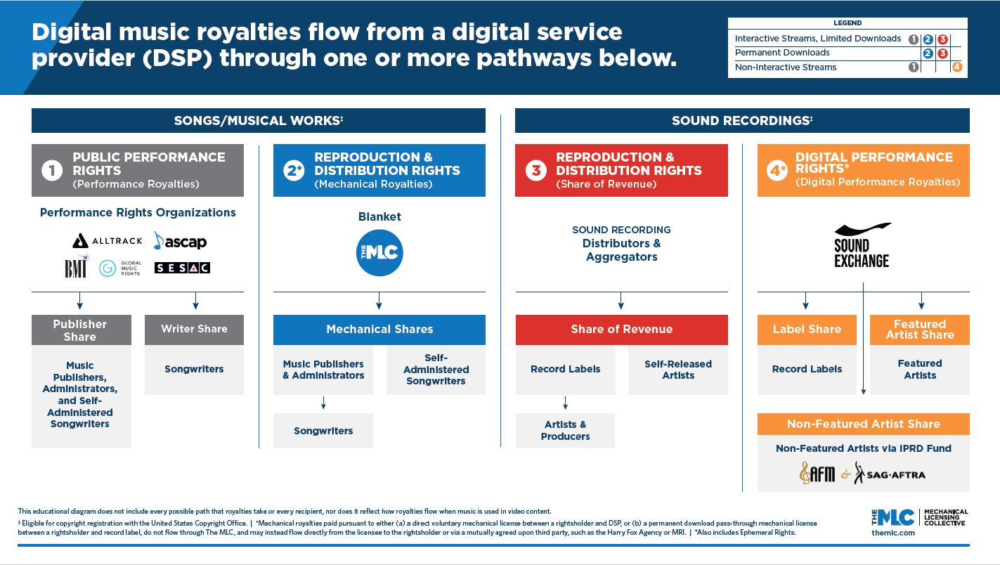 Digital music royalties flow from a digital service
provider (DSP) through one or more pathways below.
LEGEND
Interactive Streams, Limited Downloads 1 2 3
Permanent Downloads 2 3
Non-Interactive Streams 1 4
SONGS/MUSICAL WORKS‡
1
PUBLIC PERFORMANCE
RIGHTS
(Performance Royalties)
Performance Rights Organizations
ALLTRACK
ascap
BMI
GLOBAL
MUSIC
RIGHTS
SESAC
Publisher
Share
Music
Publishers,
Administrators,
and Self-
Administered
Songwriters
Writer Share
Songwriters
2+
REPRODUCTION &
DISTRIBUTION RIGHTS
(Mechanical Royalties)
Blanket
THE MLC
Mechanical Shares
Music Publishers
& Administrators
Songwriters
Self-
Administered
Songwriters
SOUND RECORDINGS‡
3
REPRODUCTION &
DISTRIBUTION RIGHTS
(Share of Revenue)
SOUND RECORDING
Distributors &
Aggregators
Share of Revenue
Record Labels
Artists &
Producers
Self-Released
Artists
4*
DIGITAL PERFORMANCE
RIGHTS*
(Digital Performance Royalties)
SOUND
EXCHANGE
Label Share
Record Labels
Featured
Artist Share
Featured
Artists
Non-Featured Artist Share
Non-Featured Artists via IPRD Fund
AFM & SAG·AFTRA
This educational diagram does not include every possible path that royalties take or every recipient, nor does it reflect how royalties flow when music is used in video content.
‡ Eligible for copyright registration with the United States Copyright Office. | +Mechanical royalties paid pursuant to either (a) a direct voluntary mechanical license between a rightsholder and DSP, or (b) a permanent download pass-through mechanical license
between a rightsholder and record label, do not flow through The MLC, and may instead flow directly from the licensee to the rightsholder or via a mutually agreed upon third party, such as the Harry Fox Agency or MRI. | *Also includes Ephemeral Rights.
THE MLC
MECHANICAL
LICENSING
COLLECTIVE
themlc.com